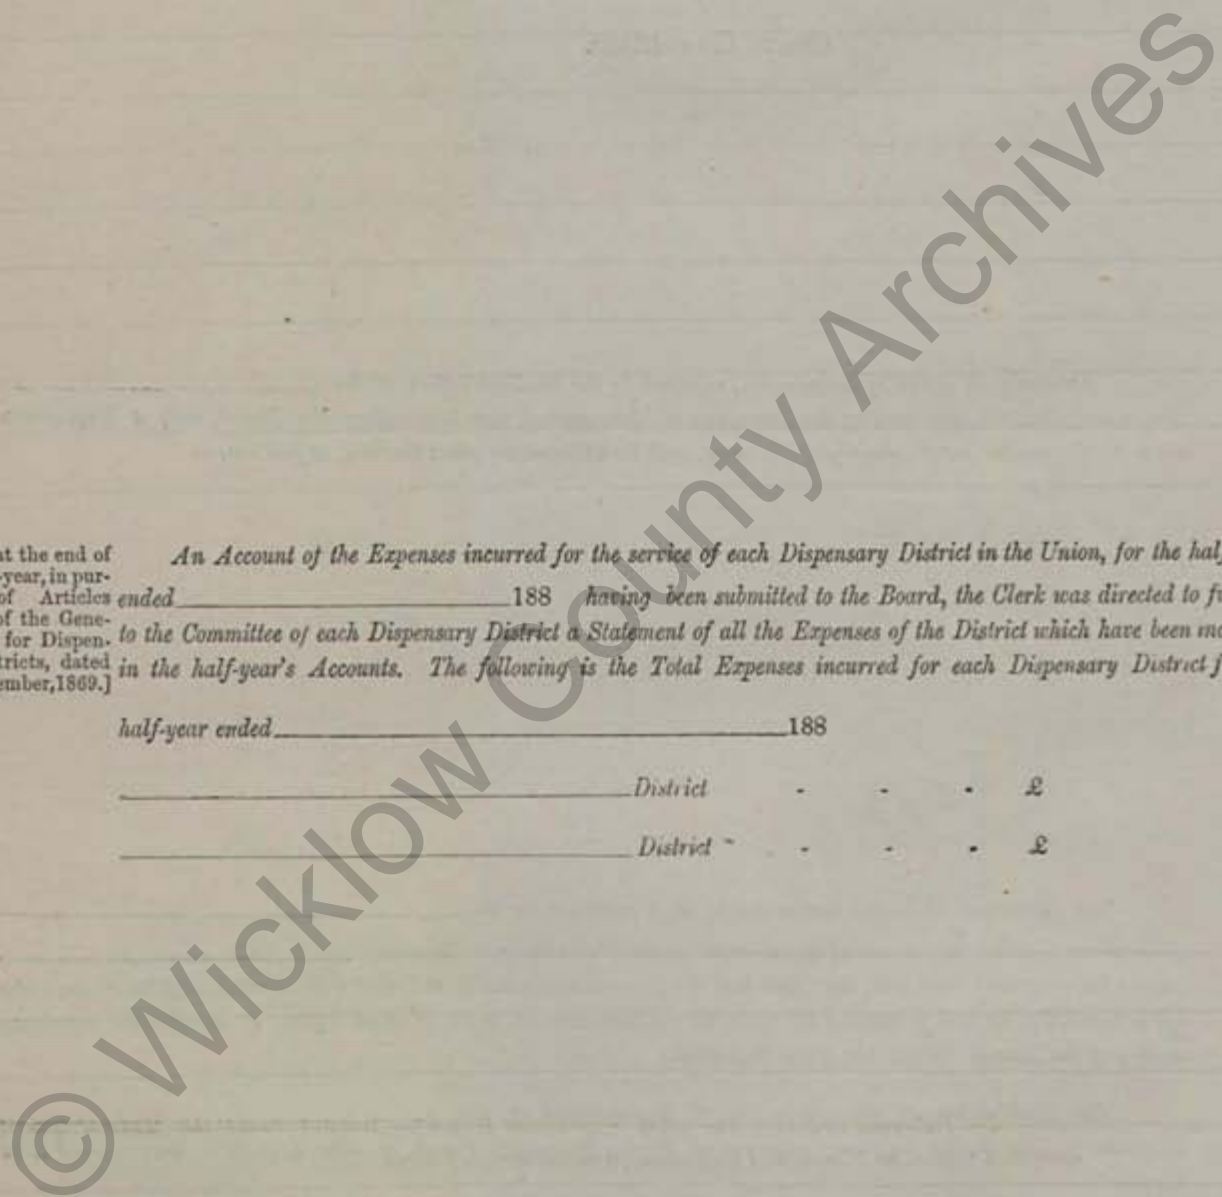 at the end of
-year, in pur-
of Articles
of the Gene-
for Dispen-
tricts, dated
ember, 1869.]
An Account of the Expenses incurred for the service of each Dispensary District in the Union, for the hal
ended 188 having been submitted to the Board, the Clerk was directed to fu
to the Committee of each Dispensary District a Statement of all the Expenses of the District which have been
in the half-year's Accounts. The following is the Total Expenses incurred for each Dispensary District f
half-year ended 188
District - - - £
District - - - £
© Wicklow County Archives